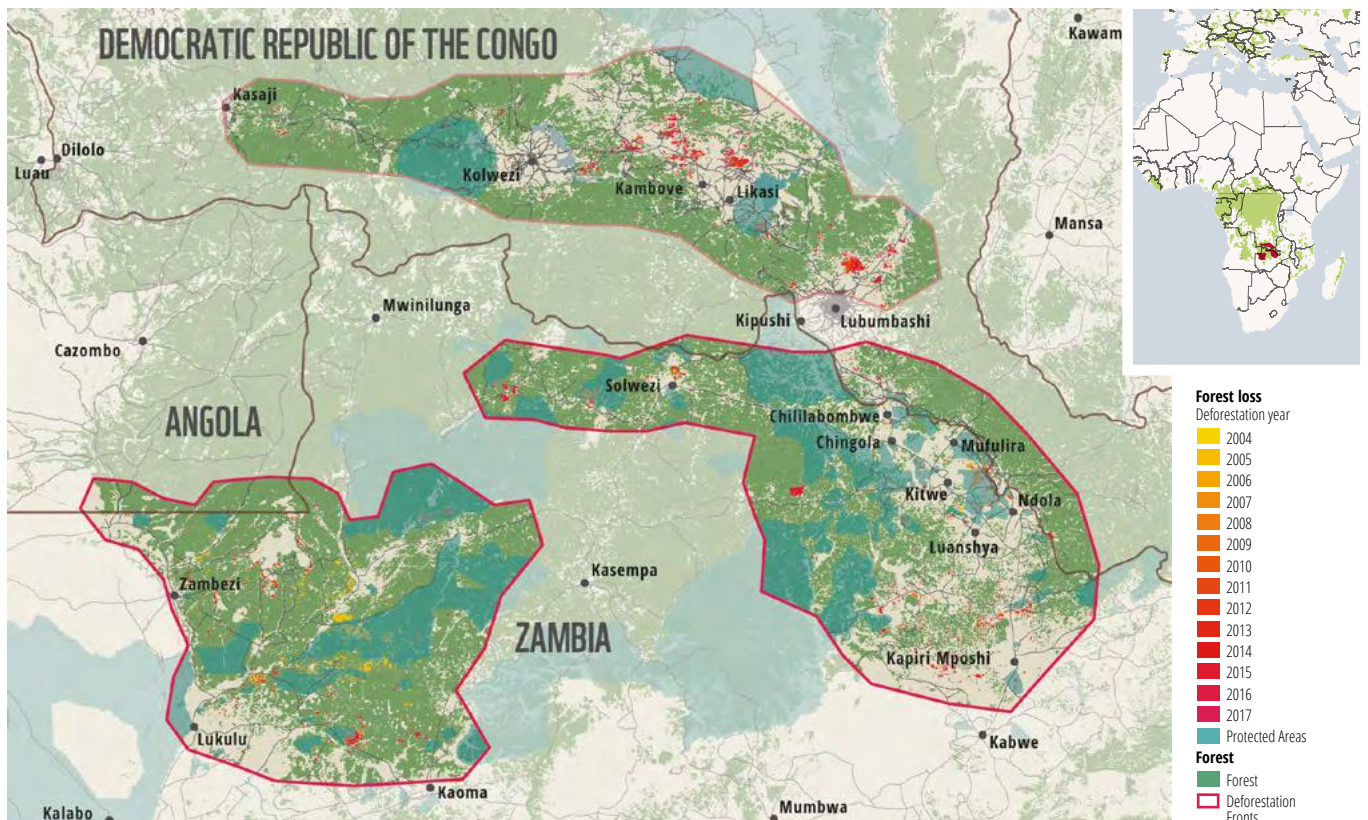 DEMOCRATIC REPUBLIC OF THE CONGO
Kawam
Kasaji
Dilolo
Luau
Kolwezi
Kambove
Likasi
Mansa
Mwinilunga
Kipushi
Lubumbashi
Cazombo
Solwezi
ANGOLA
Chililabombwe
Chingola
Mufulira
Kitwe
Ndola
Luanshya
Kasempa
Zambezi
ZAMBIA
Kapiri Mposhi
Lukulu
Kabwe
Kaoma
Mumbwa
Kalabo
Forest loss
Deforestation year
2004
2005
2006
2007
2008
2009
2010
2011
2012
2013
2014
2015
2016
2017
Protected Areas
Forest
Forest
Deforestation
Fronts